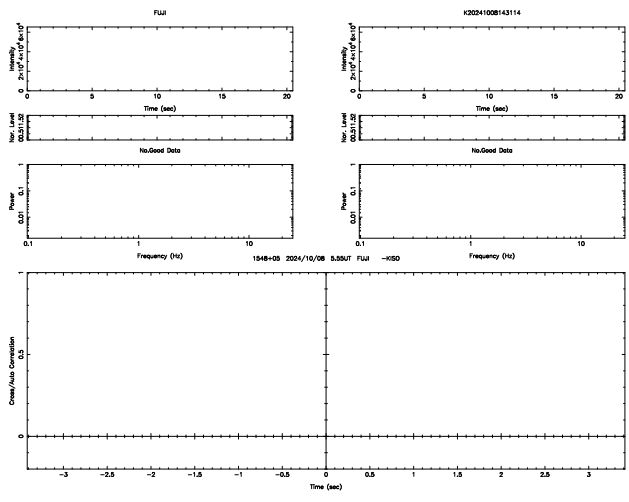 FUJI
K20241008143114
Intensity
0 2×10⁴ 4×10⁴ 6×10⁴
0 5 10 15 20
Time (sec)
Intensity
0 2×10⁴ 4×10⁴ 6×10⁴
0 5 10 15 20
Time (sec)
Nor. Level
00.511.52
No.Good Data
Nor. Level
00.511.52
No.Good Data
Power
1
0.1
0.01
0.1 1 10
Frequency (Hz)
Power
1
0.1
0.01
0.1 1 10
Frequency (Hz)
1548+05 2024/10/08 5.55UT FUJI -KISO
Cross/Auto Correlation
1
0.5
0
-3 -2.5 -2 -1.5 -1 -0.5 0 0.5 1 1.5 2 2.5 3
Time (sec)